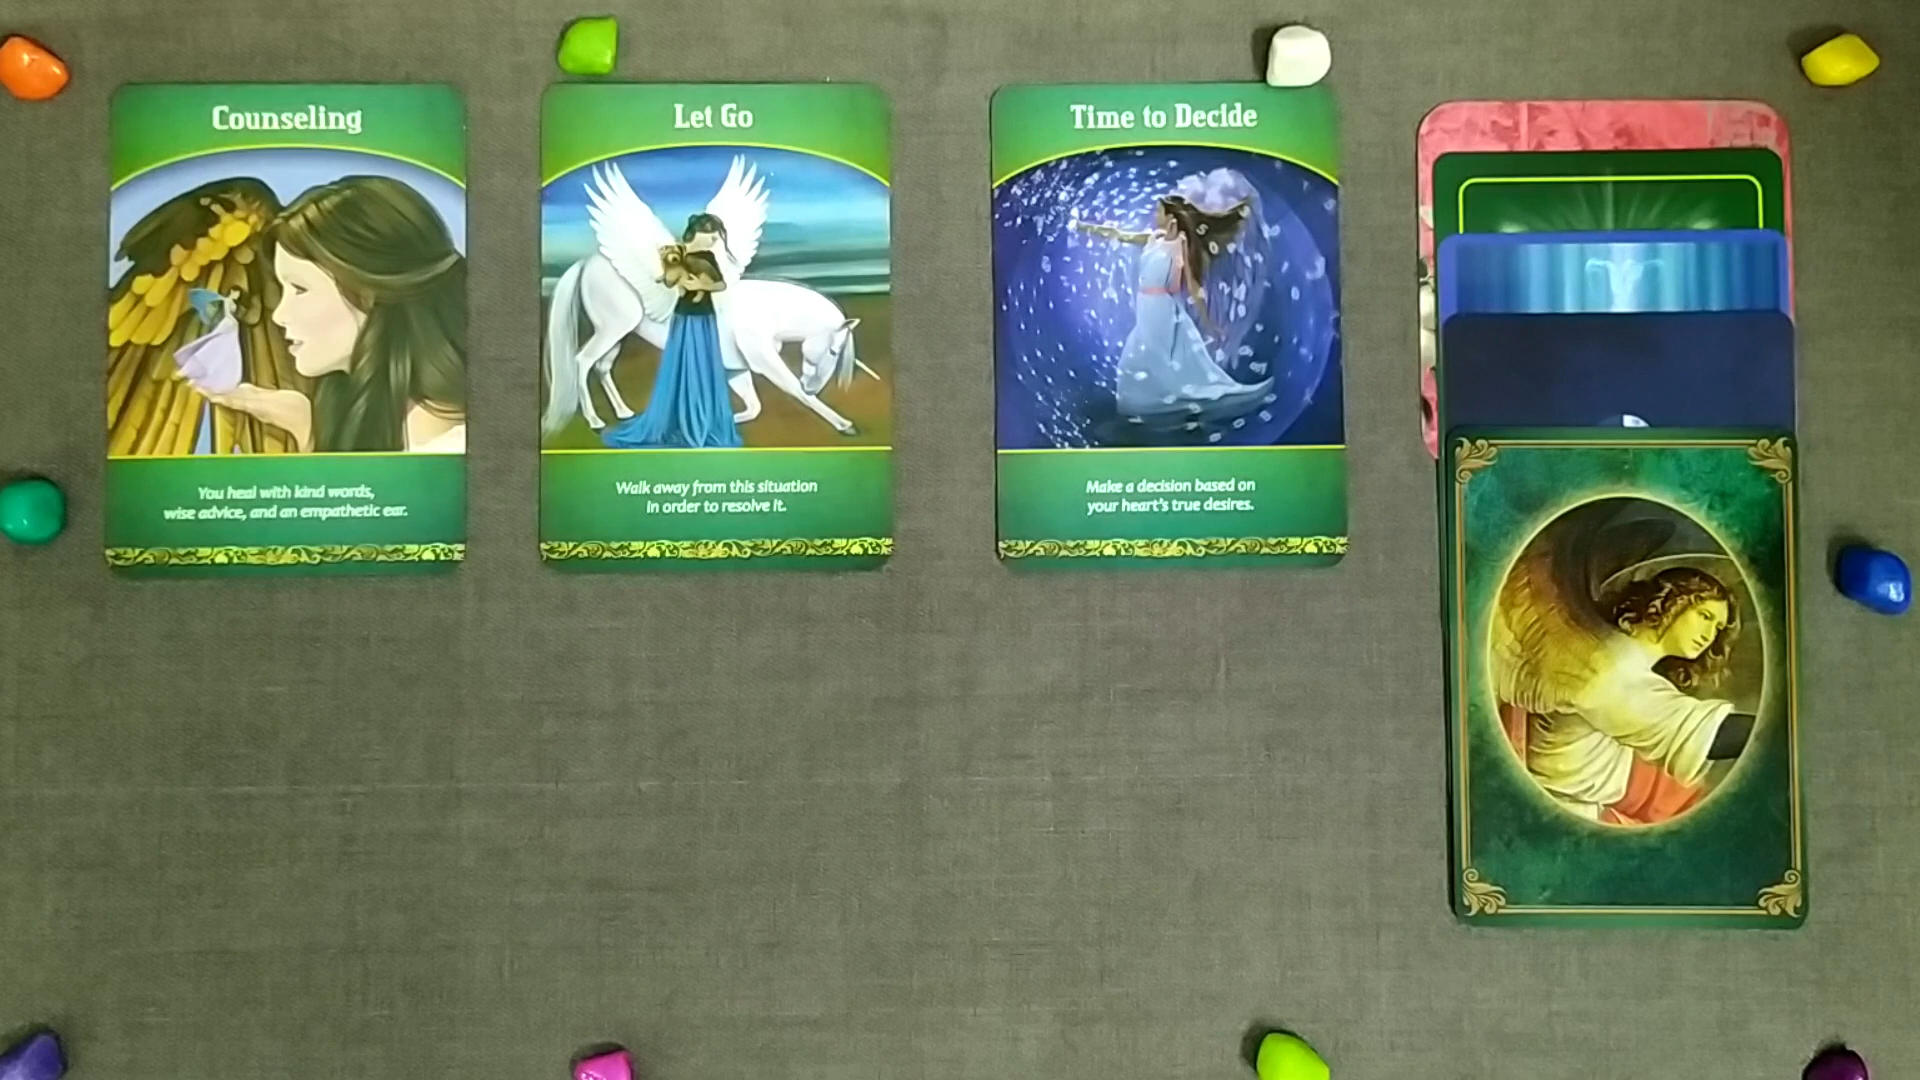 Counseling
You heal with kind words,
wise advice, and an empathetic ear.
Let Go
Walk away from this situation
in order to resolve it.
Time to Decide
Make a decision based on
your heart's true desires.